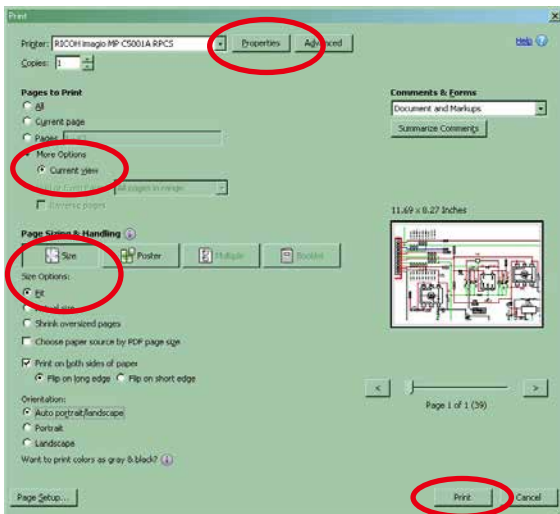 Print
Printer: RICOH imagio MP C5001A RPCS
Properties
Advanced
Help
Copies: 1
Pages to Print
All
Current page
Pages
More Options
Current view
All pages in range
Reverse pages
Comments & Forms
Document and Markups
Summarize Comments
Page Sizing & Handling
Size
Poster
Multiple
Booklet
Size Options:
Fit
Shrink oversized pages
Choose paper source by PDF page size
Print on both sides of paper
Flip on long edge Flip on short edge
Orientation:
Auto portrait/landscape
Portrait
Landscape
Want to print colors as gray & black?
11.69 x 8.27 Inches
<
>
Page 1 of 1 (39)
Page Setup...
Print
Cancel